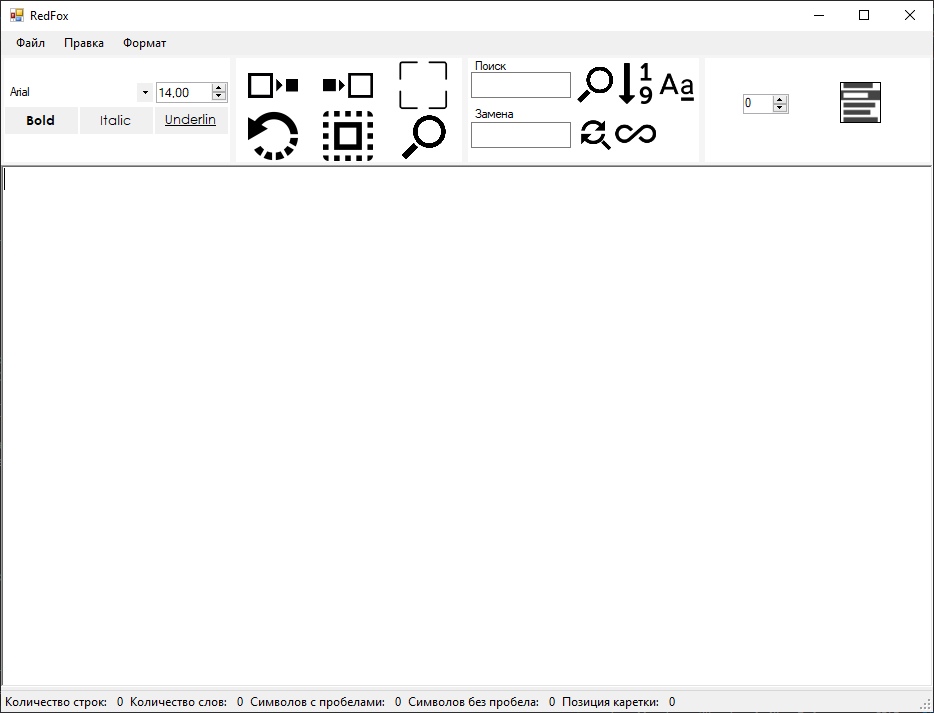 RedFox
Файл Правка Формат
Поиск
Arial 14,00
1
9
Aa
0
Замена
Bold Italic Underlin
Количество строк: 0 Количество слов: 0 Символов с пробелами: 0 Символов без пробела: 0 Позиция каретки: 0